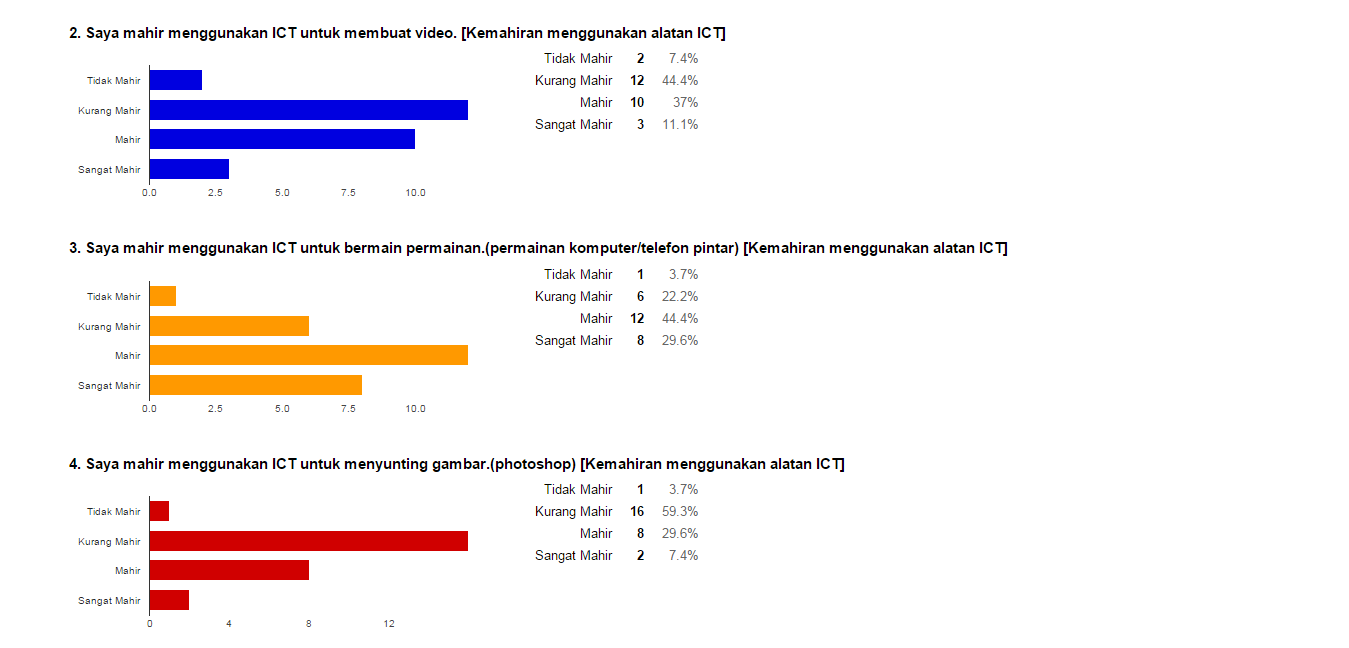 2. Saya mahir menggunakan ICT untuk membuat video. [Kemahiran menggunakan alatan ICT]
Tidak Mahir 2 7.4%
Kurang Mahir 12 44.4%
Mahir 10 37%
Sangat Mahir 3 11.1%
Tidak Mahir
Kurang Mahir
Mahir
Sangat Mahir
0.0 2.5 5.0 7.5 10.0
3. Saya mahir menggunakan ICT untuk bermain permainan.(permainan komputer/telefon pintar) [Kemahiran menggunakan alatan ICT]
Tidak Mahir 1 3.7%
Kurang Mahir 6 22.2%
Mahir 12 44.4%
Sangat Mahir 8 29.6%
Tidak Mahir
Kurang Mahir
Mahir
Sangat Mahir
0.0 2.5 5.0 7.5 10.0
4. Saya mahir menggunakan ICT untuk menyunting gambar.(photoshop) [Kemahiran menggunakan alatan ICT]
Tidak Mahir 1 3.7%
Kurang Mahir 16 59.3%
Mahir 8 29.6%
Sangat Mahir 2 7.4%
Tidak Mahir
Kurang Mahir
Mahir
Sangat Mahir
0 4 8 12